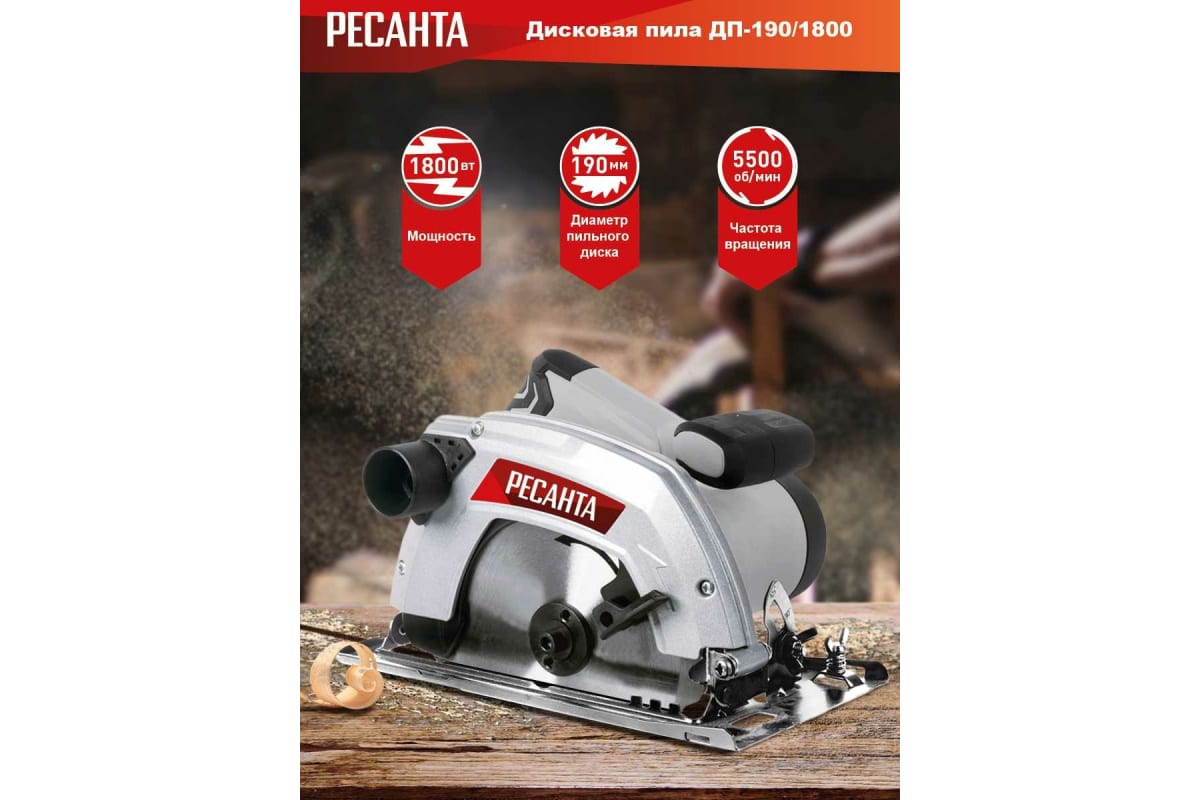 РЕСАНТА
Дисковая пила ДП-190/1800
1800 вт
Мощность
190 мм
Диаметр
пильного
диска
5500
об/мин
Частота
вращения
РЕСАНТА